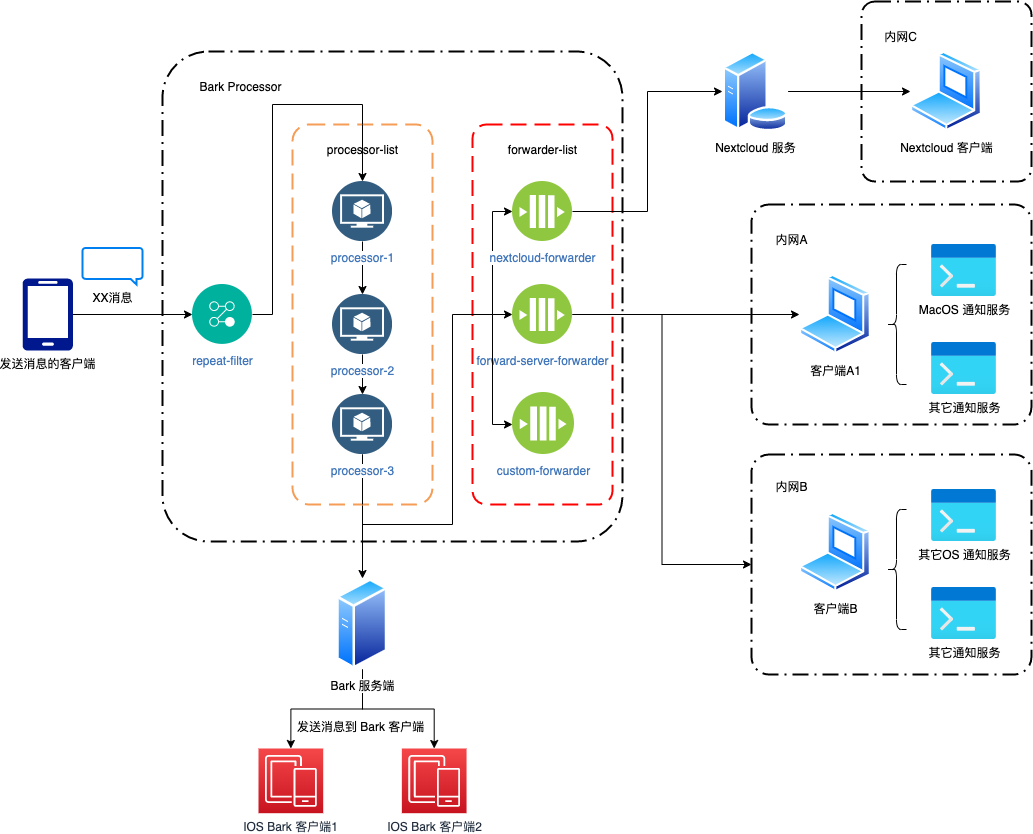 内网C
Bark Processor
Nextcloud 服务
Nextcloud 客户端
processor-list
forwarder-list
processor-1
nextcloud-forwarder
内网A
XX消息
MacOS 通知服务
发送消息的客户端
repeat-filter
processor-2
forward-server-forwarder
客户端A1
其它通知服务
processor-3
custom-forwarder
内网B
其它OS 通知服务
客户端B
其它通知服务
Bark 服务端
发送消息到 Bark 客户端
IOS Bark 客户端1
IOS Bark 客户端2